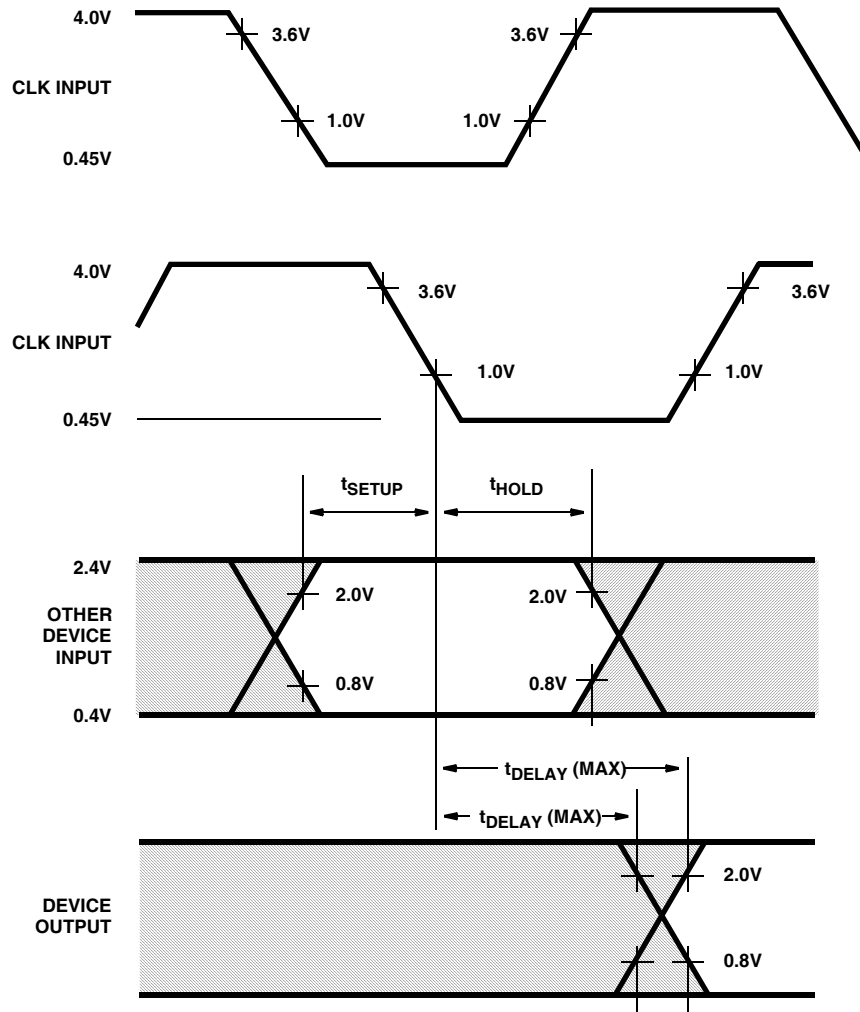 4.0V
3.6V
3.6V
CLK INPUT
1.0V
1.0V
0.45V
4.0V
3.6V
3.6V
CLK INPUT
1.0V
1.0V
0.45V
tSETUP
tHOLD
2.4V
2.0V
2.0V
OTHER
DEVICE
INPUT
0.8V
0.8V
0.4V
tDELAY (MAX)
tDELAY (MAX)
2.0V
DEVICE
OUTPUT
0.8V